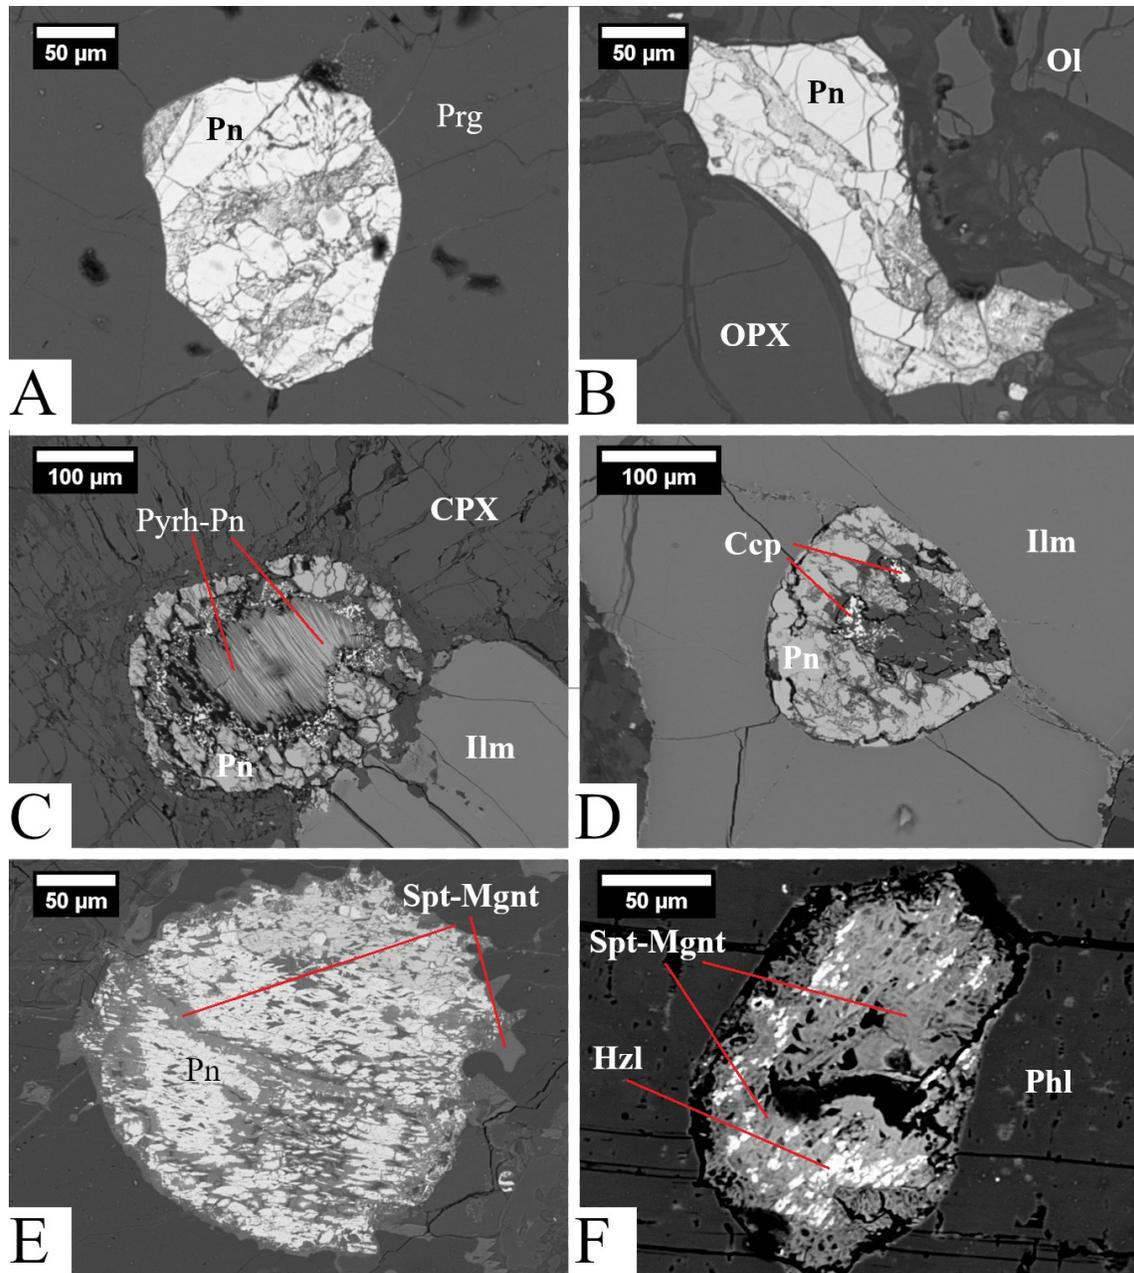 50 µm
Pn
Prg
A
50 µm
Pn
Ol
OPX
B
100 µm
Pyrh-Pn
CPX
Pn
Ilm
C
100 µm
Ccp
Ilm
Pn
D
50 µm
Spt-Mgnt
Pn
E
50 µm
Spt-Mgnt
Hzl
Phl
F